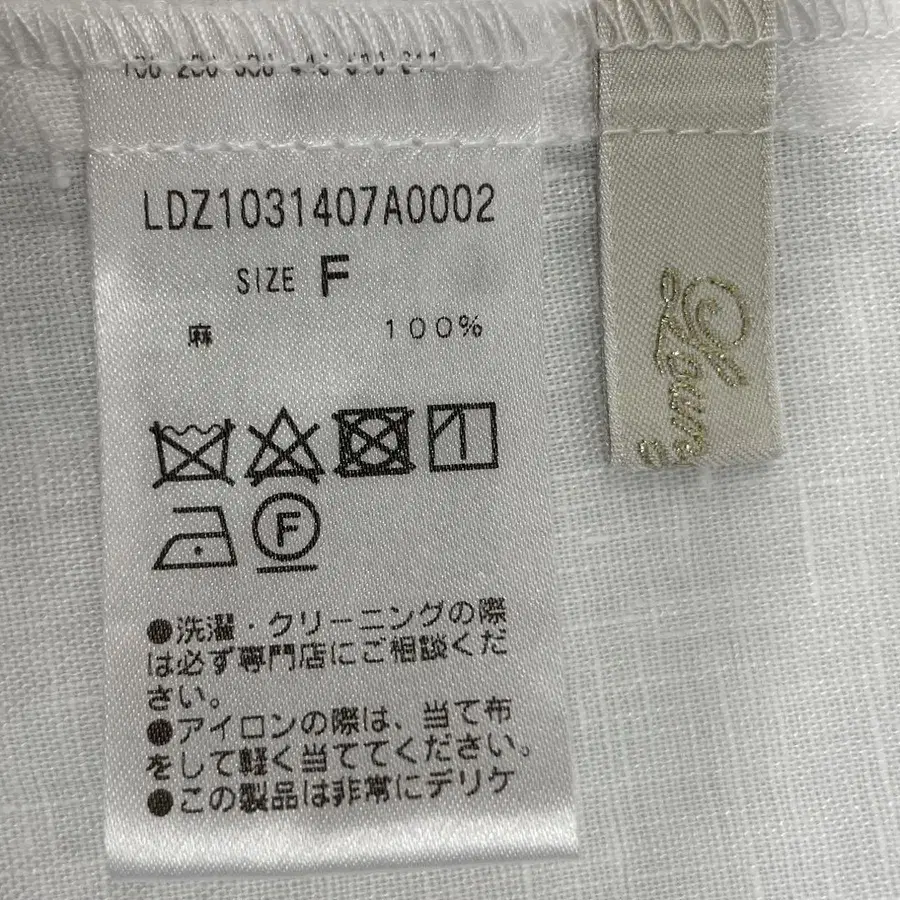 LDZ1031407A0002
SIZE F
麻 100%
F
●洗濯・クリーニングの際
は必ず専門店にご相談くだ
さい。
●アイロンの際は、当て布
をして軽く当ててください。
●この製品は非常にデリケ